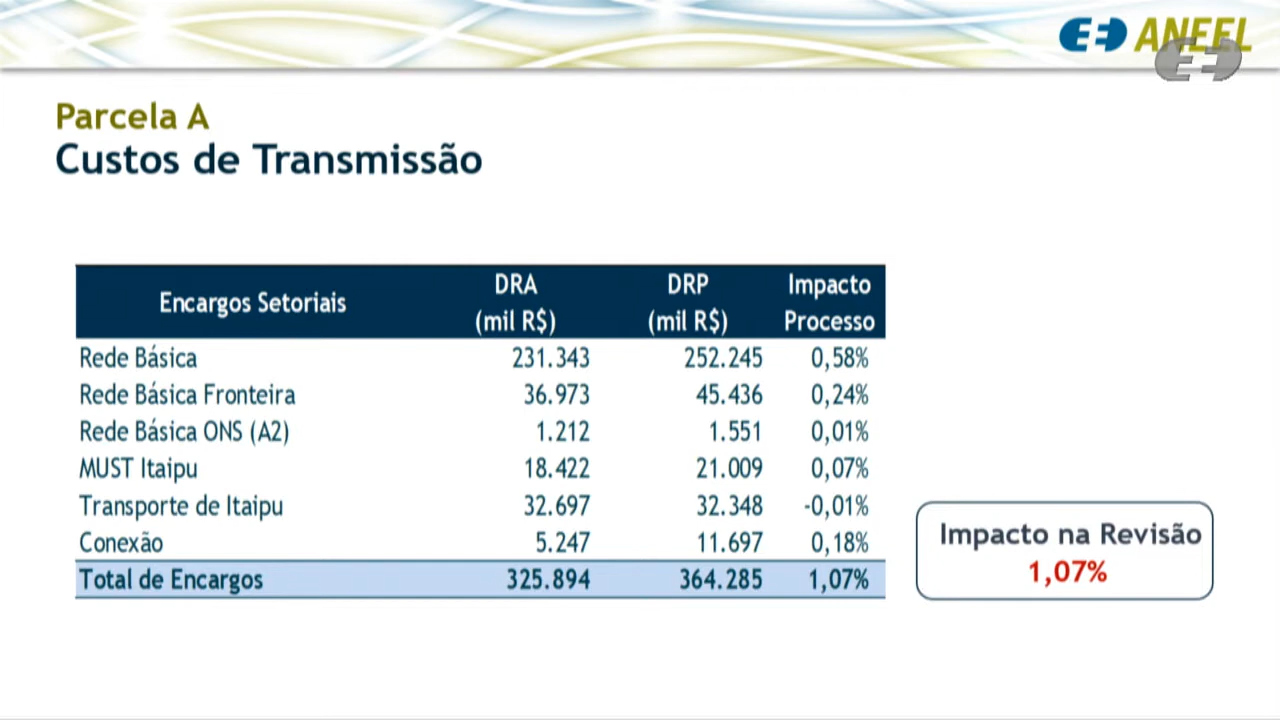 ANEEL
Parcela A
Custos de Transmissão
Encargos Setoriais DRA (mil R$) DRP (mil R$) Impacto Processo
Rede Básica 231.343 252.245 0,58%
Rede Básica Fronteira 36.973 45.436 0,24%
Rede Básica ONS (A2) 1.212 1.551 0,01%
MUST Itaipu 18.422 21.009 0,07%
Transporte de Itaipu 32.697 32.348 -0,01%
Conexão 5.247 11.697 0,18%
Total de Encargos 325.894 364.285 1,07%
Impacto na Revisão
1,07%